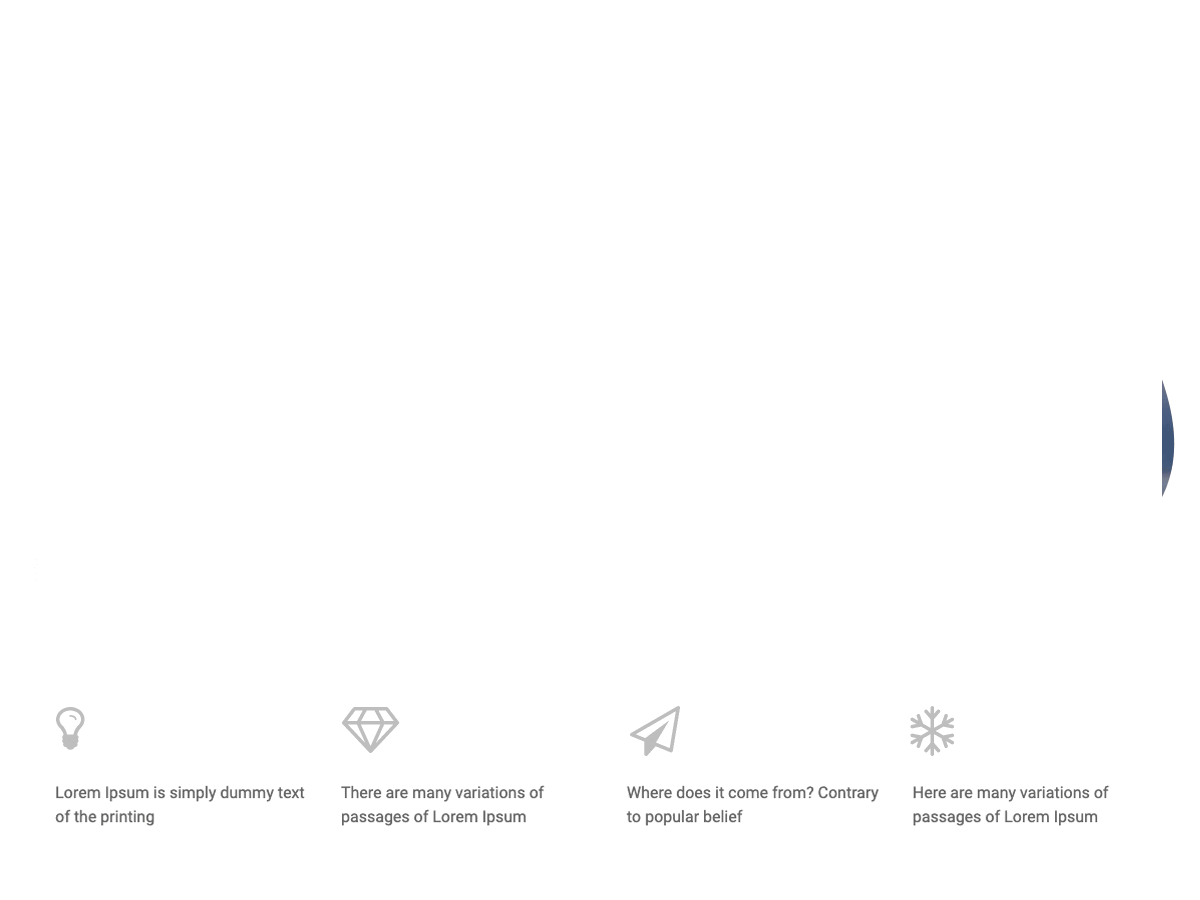 Lorem Ipsum is simply dummy text
of the printing
There are many variations of
passages of Lorem Ipsum
Where does it come from? Contrary
to popular belief
Here are many variations of
passages of Lorem Ipsum